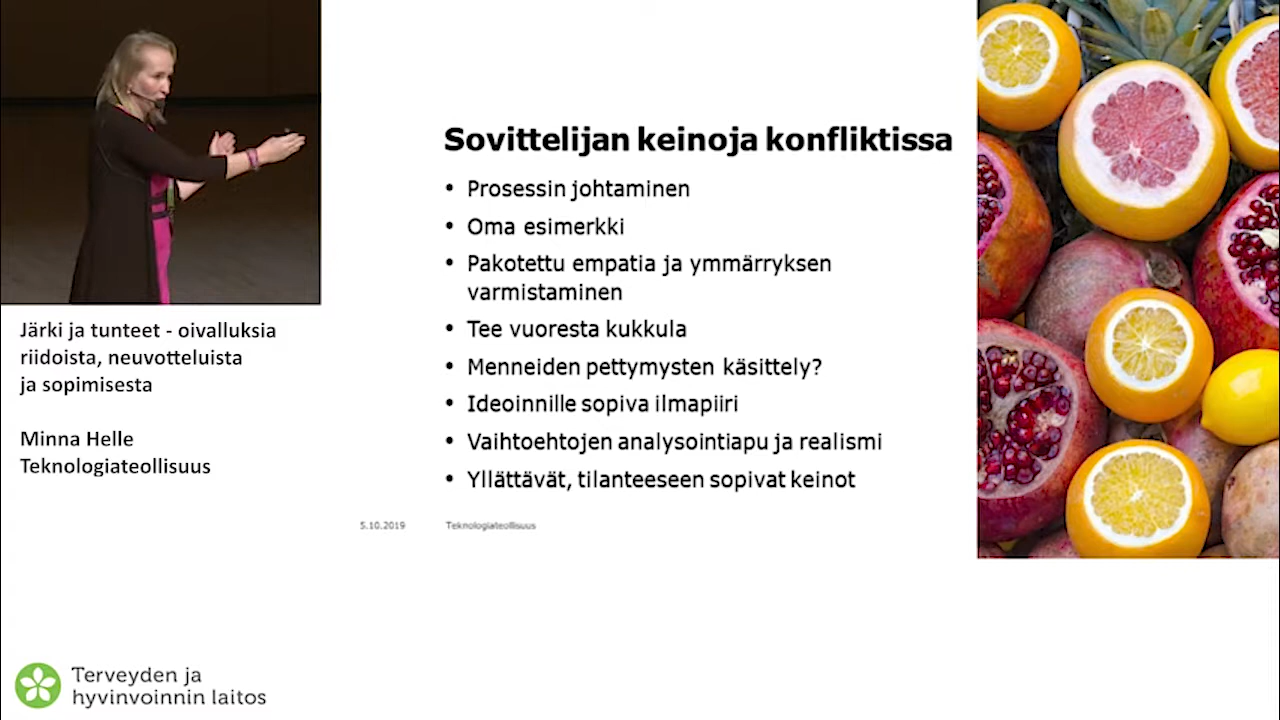 Sovittelijan keinoja konfliktissa
• Prosessin johtaminen
• Oma esimerkki
• Pakotettu empatia ja ymmärryksen
varmistaminen
• Tee vuoresta kukkula
• Menneiden pettymysten käsittely?
• Ideoinnille sopiva ilmapiiri
• Vaihtoehtojen analysointiapu ja realismi
• Yllättävät, tilanteeseen sopivat keinot
5.10.2019
Teknologiateollisuus
Järki ja tunteet - oivalluksia
riidoista, neuvotteluista
ja sopimisesta
Minna Helle
Teknologiateollisuus
Terveyden ja
hyvinvoinnin laitos